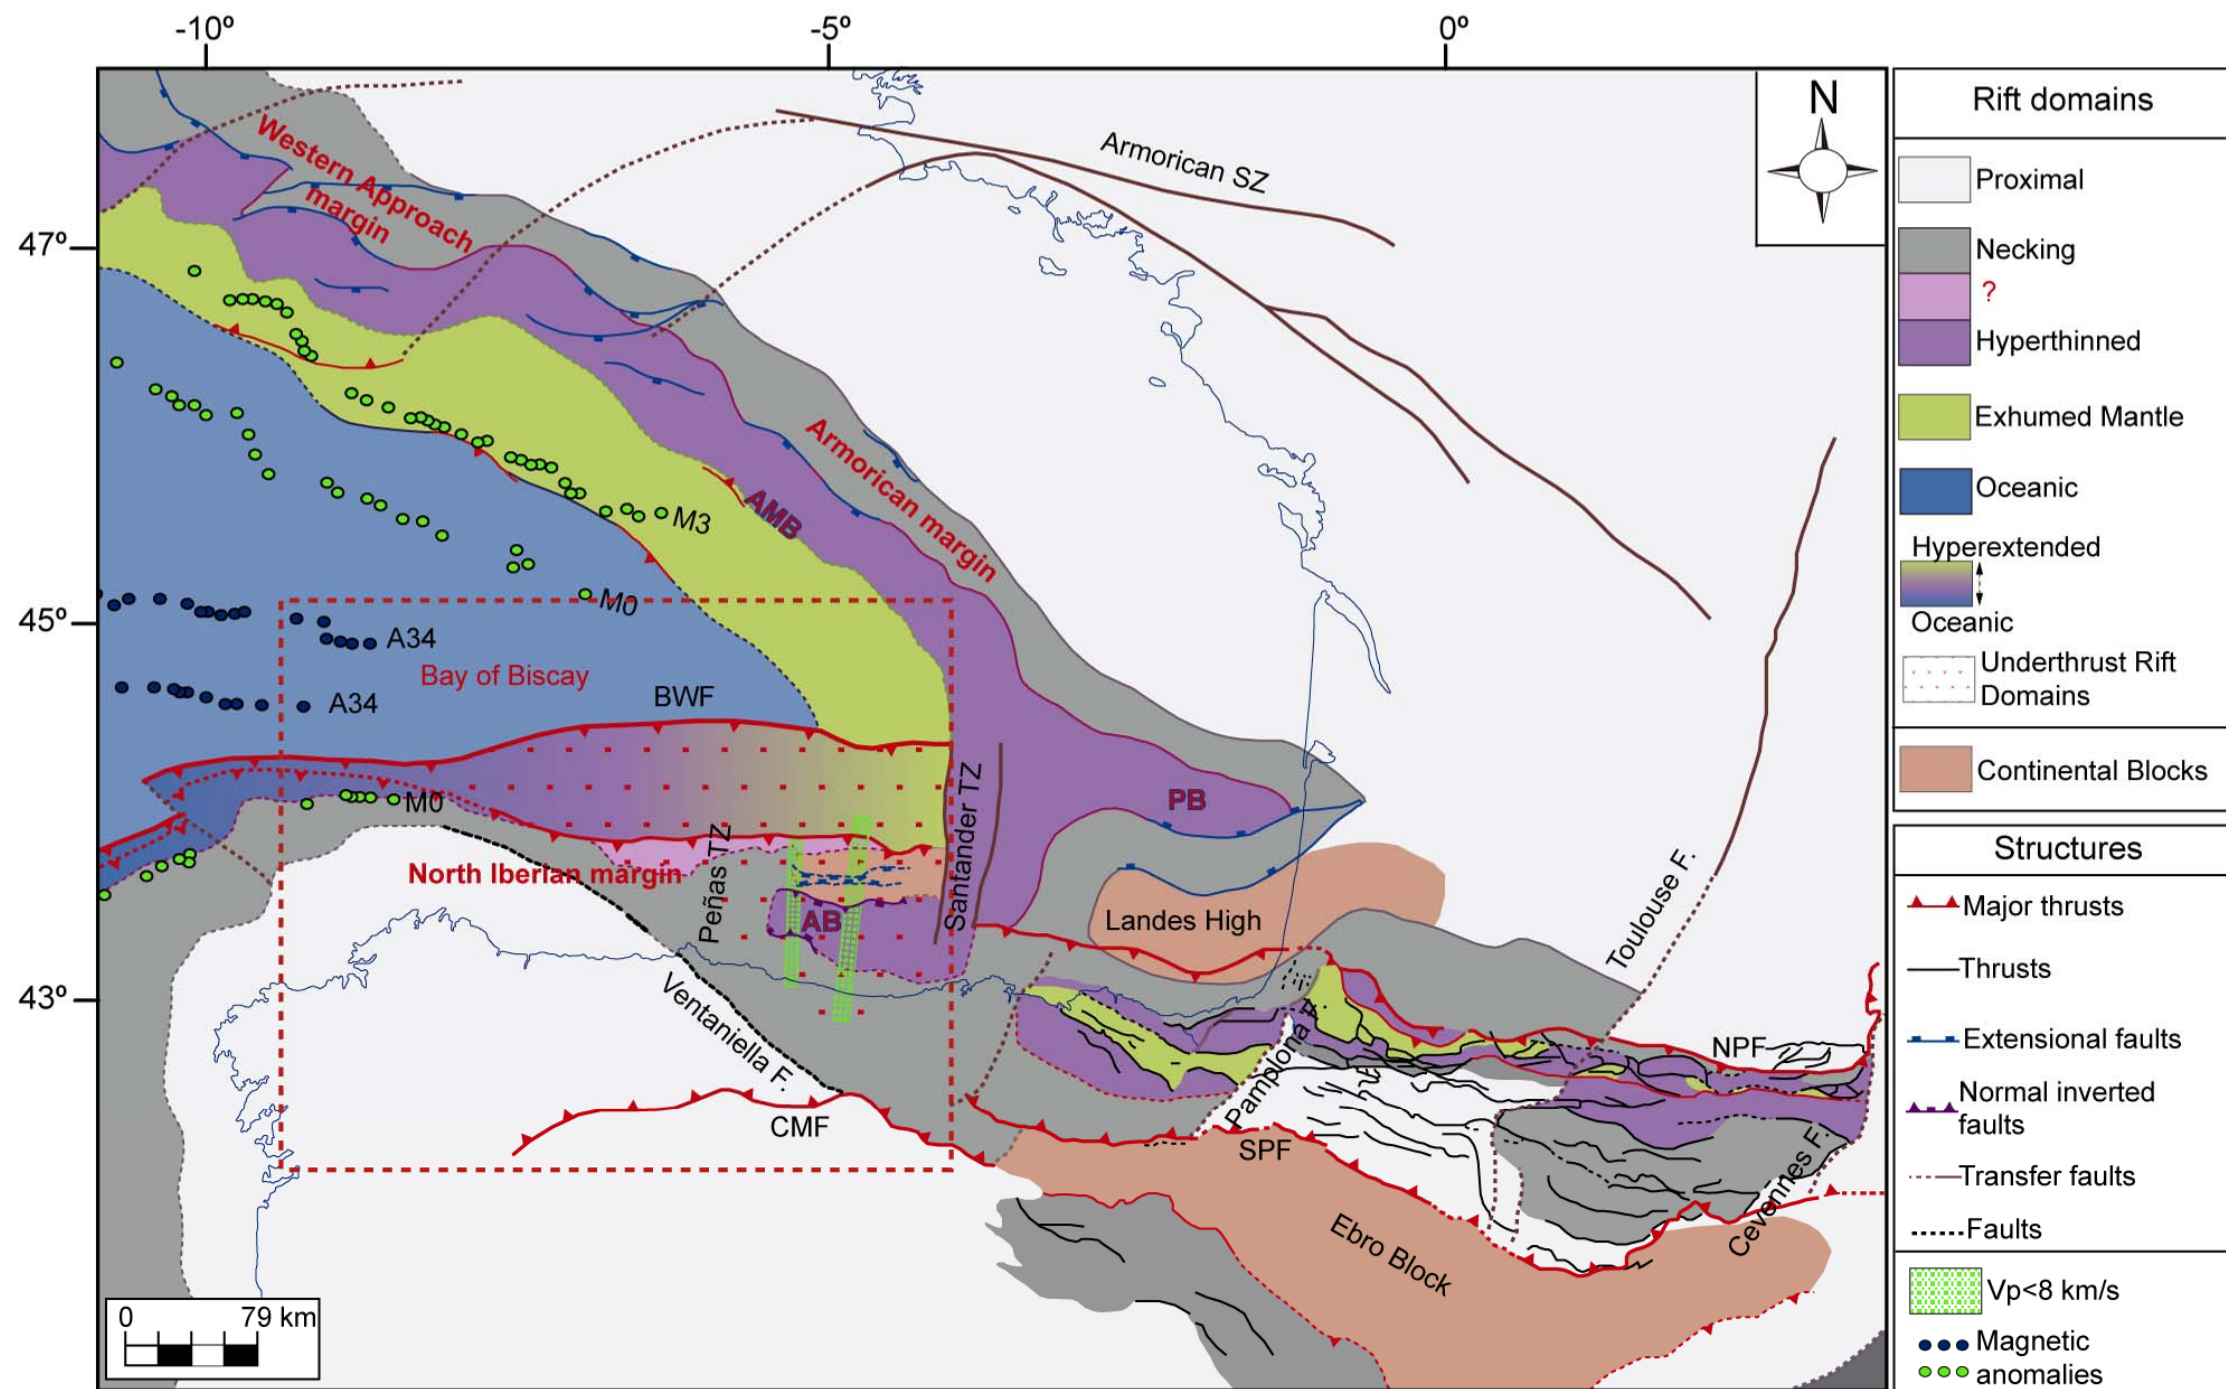 -10º
-5º
0º
47º
45º
43º
N
Western Approach
margin
Armorican SZ
Armorican margin
AMB
M3
M0
A34
Bay of Biscay
A34
BWF
M0
PB
North Iberian margin
Peñas TZ
Santander TZ
AB
Landes High
Toulouse F.
Ventaniella F.
Pamplona F.
NPF
CMF
SPF
Cevennes F.
Ebro Block
0
79 km
Rift domains
Proximal
Necking
?
Hyperthinned
Exhumed Mantle
Oceanic
Hyperextended
Oceanic
Underthrust Rift
Domains
Continental Blocks
Structures
Major thrusts
Thrusts
Extensional faults
Normal inverted
faults
Transfer faults
Faults
Vp<8 km/s
Magnetic
anomalies